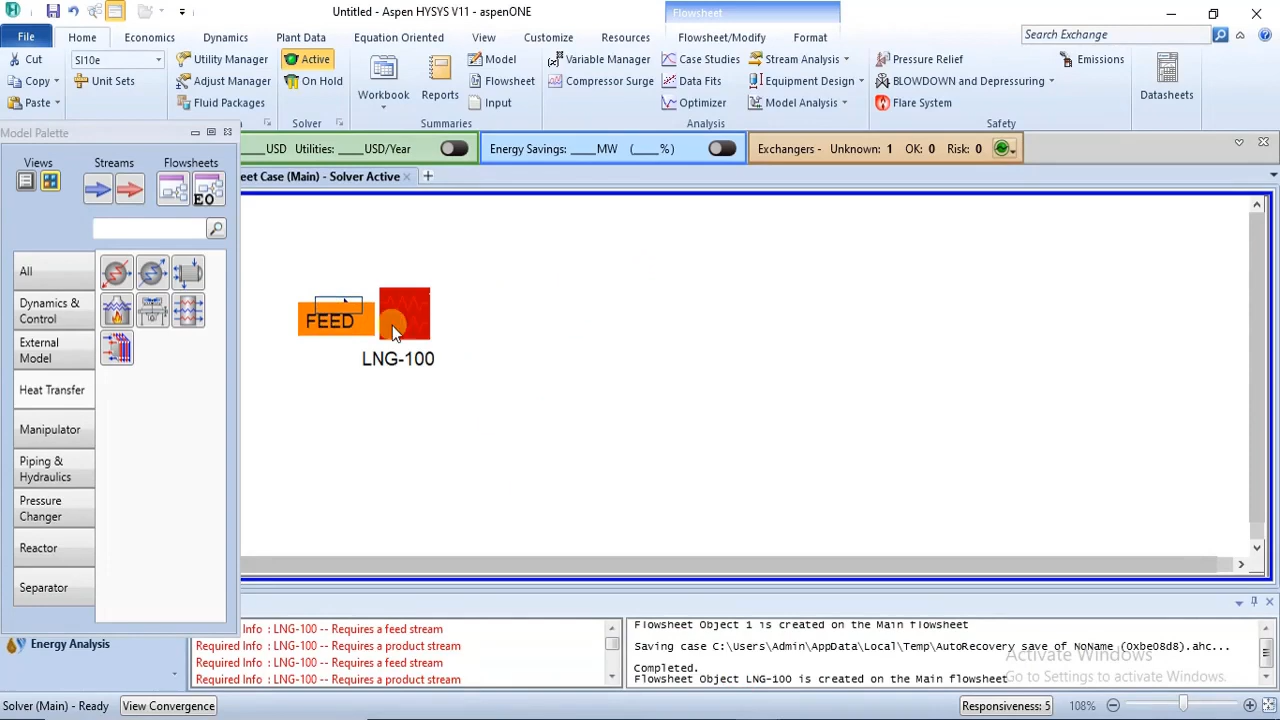 Untitled - Aspen HYSYS V11 - aspenONE
Flowsheet
File
Home
Economics
Dynamics
Plant Data
Equation Oriented
View
Customize
Resources
Flowsheet/Modify
Format
Search Exchange
Cut
SI10e
Utility Manager
Active
Model
Variable Manager
Case Studies
Stream Analysis
Pressure Relief
Emissions
Copy
Unit Sets
Adjust Manager
On Hold
Workbook
Reports
Flowsheet
Compressor Surge
Data Fits
Equipment Design
BLOWDOWN and Depressuring
Datasheets
Paste
Fluid Packages
Input
Optimizer
Model Analysis
Flare System
Solver
Summaries
Analysis
Safety
Model Palette
USD Utilities: ____USD/Year
Energy Savings: ____MW (____%)
Exchangers - Unknown: 1 OK: 0 Risk: 0
Views
Streams
Flowsheets
eet Case (Main) - Solver Active
EO
All
Dynamics & Control
External Model
Heat Transfer
Manipulator
Piping & Hydraulics
Pressure Changer
Reactor
Separator
FEED
LNG-100
Energy Analysis
Required Info : LNG-100 -- Requires a feed stream
Required Info : LNG-100 -- Requires a product stream
Required Info : LNG-100 -- Requires a feed stream
Required Info : LNG-100 -- Requires a product stream
Flowsheet Object 1 is created on the Main flowsheet
Saving case C:\Users\Admin\AppData\Local\Temp\AutoRecovery save of NoName (0xbe08d8).ahc...
Completed.
Flowsheet Object LNG-100 is created on the Main flowsheet
Activate Windows
Go to Settings to activate Windows.
Solver (Main) - Ready
View Convergence
Responsiveness: 5
108%